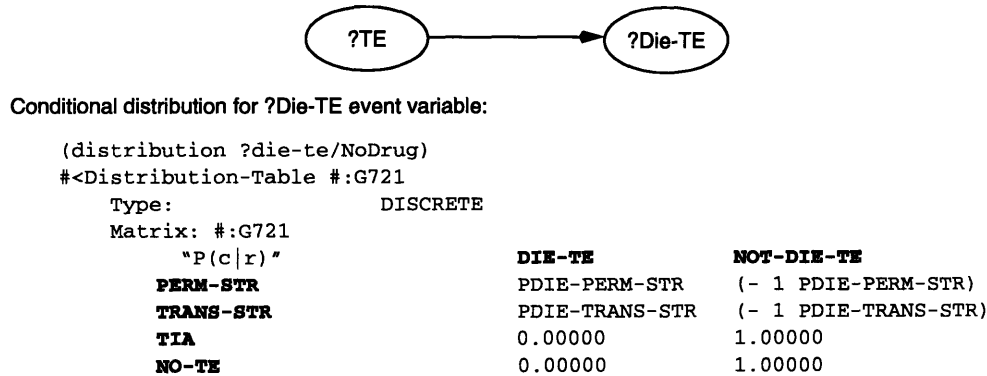 ?TE ?Die-TE
Conditional distribution for ?Die-TE event variable:
(distribution ?die-te/NoDrug)
#<Distribution-Table #:G721
Type: DISCRETE
Matrix: #:G721
"P(c|r)" DIE-TE NOT-DIE-TE
PERM-STR PDIE-PERM-STR (- 1 PDIE-PERM-STR)
TRANS-STR PDIE-TRANS-STR (- 1 PDIE-TRANS-STR)
TIA 0.00000 1.00000
NO-TE 0.00000 1.00000